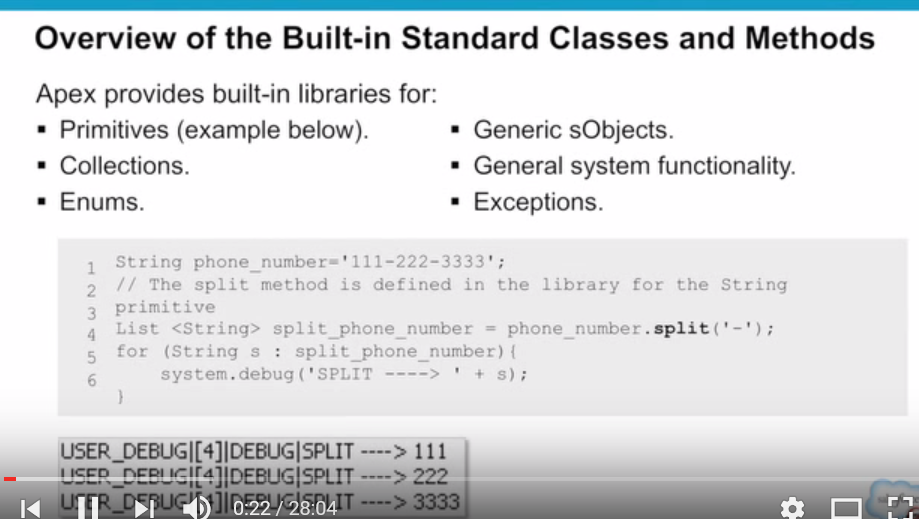 Overview of the Built-in Standard Classes and Methods
Apex provides built-in libraries for:
▪ Primitives (example below).
▪ Collections.
▪ Enums.
▪ Generic sObjects.
▪ General system functionality.
▪ Exceptions.
1 String phone_number='111-222-3333';
2 // The split method is defined in the library for the String
3 primitive
4 List <String> split_phone_number = phone_number.split('-');
5 for (String s : split_phone_number){
6 system.debug('SPLIT ----> ' + s);
}
USER_DEBUG|[4]|DEBUG|SPLIT ----> 111
USER_DEBUG|[4]|DEBUG|SPLIT ----> 222
USER_DEBUG|[4]|DEBUG|SPLIT ----> 3333
0:22 / 28:04